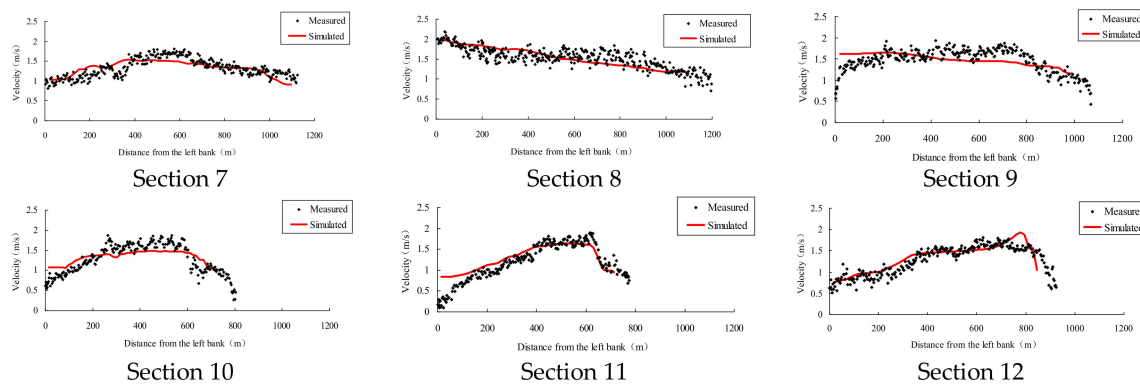 2.5
2
1.5
1
0.5
0
Velocity (m/s)
0 200 400 600 800 1000 1200
Distance from the left bank（m）
Measured
Simulated
Section 7
2.5
2
1.5
1
0.5
0
Velocity (m/s)
0 200 400 600 800 1000 1200
Distance from the left bank（m）
Measured
Simulated
Section 8
2.5
2
1.5
1
0.5
0
Velocity (m/s)
0 200 400 600 800 1000 1200
Distance from the left bank（m）
Measured
Simulated
Section 9
2.5
2
1.5
1
0.5
0
Velocity (m/s)
0 200 400 600 800 1000
Distance from the left bank（m）
Measured
Simulated
Section 10
2.5
2
1.5
1
0.5
0
Velocity (m/s)
0 200 400 600 800 1000
Distance from the left bank（m）
Measured
Simulated
Section 11
2.5
2
1.5
1
0.5
0
Velocity (m/s)
0 200 400 600 800 1000 1200
Distance from the left bank（m）
Measured
Simulated
Section 12